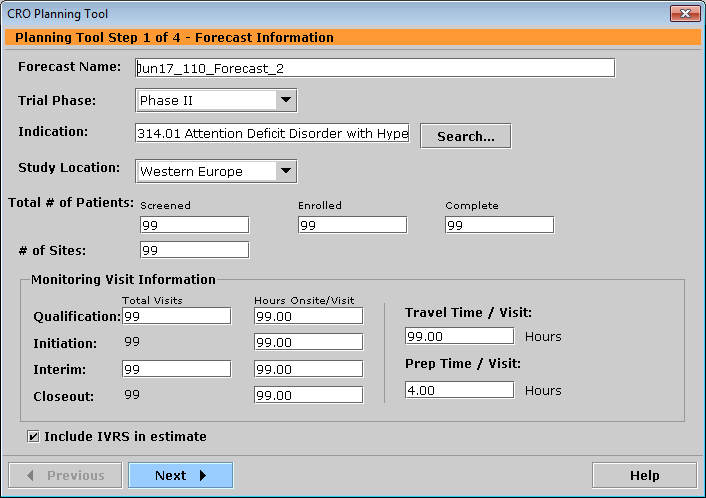 CRO Planning Tool
Planning Tool Step 1 of 4 - Forecast Information
Forecast Name: Jun17_110_Forecast_2
Trial Phase: Phase II
Indication: 314.01 Attention Deficit Disorder with Hype Search...
Study Location: Western Europe
Total # of Patients: Screened Enrolled Complete
99 99 99
# of Sites: 99
Monitoring Visit Information
Total Visits Hours Onsite/Visit
Qualification: 99 99.00
Initiation: 99 99.00
Interim: 99 99.00
Closeout: 99 99.00
Travel Time / Visit:
99.00 Hours
Prep Time / Visit:
4.00 Hours
Include IVRS in estimate
Previous Next Help